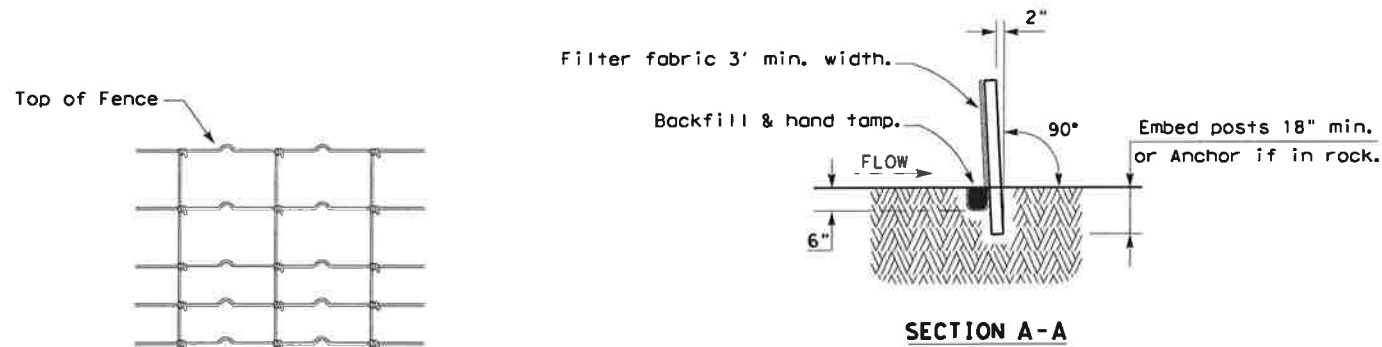 Top of Fence
2"
Filter fabric 3' min. width.
Backfill & hand tamp.
90°
Embed posts 18" min.
or Anchor if in rock.
FLOW
6"
SECTION A-A